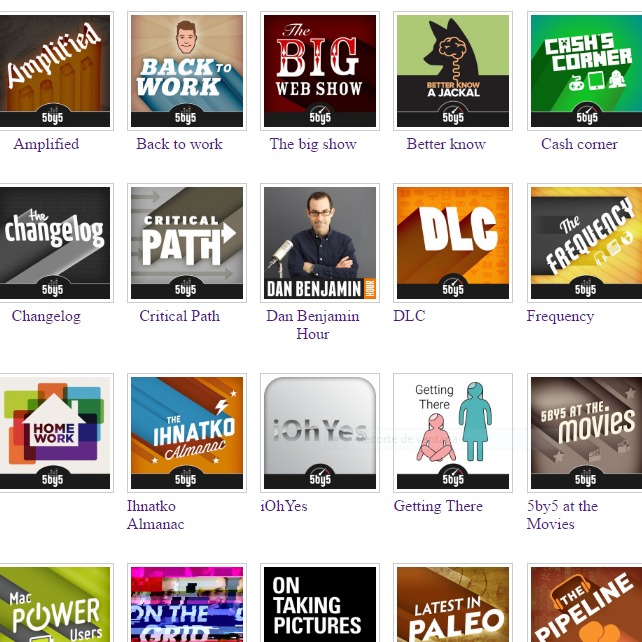 Amplified
5by5
BACK TO
WORK
5by5
The
BIG
WEB SHOW
5by5
BETTER KNOW
A JACKAL
5by5
CASH'S
CORNER
5by5
Amplified
Back to work
The big show
Better know
Cash corner
the
changelog
5by5
CRITICAL
PATH
5by5
DAN BENJAMIN
HOUR
DLC
5by5
The
FREQUENCY
5by5
Changelog
Critical Path
Dan Benjamin
Hour
DLC
Frequency
HOME
WORK
5by5
THE
IHNATKO
Almanac
5by5
iOhYes
5by5
Getting
There
5by5
5BY5 AT THE
movies
5by5
Ihnatko
Almanac
iOhYes
Getting There
5by5 at the
Movies
Mac
POWER
Users
ON THE
GRID
ON
TAKING
PICTURES
LATEST IN
PALEO
THE
PIPELINE